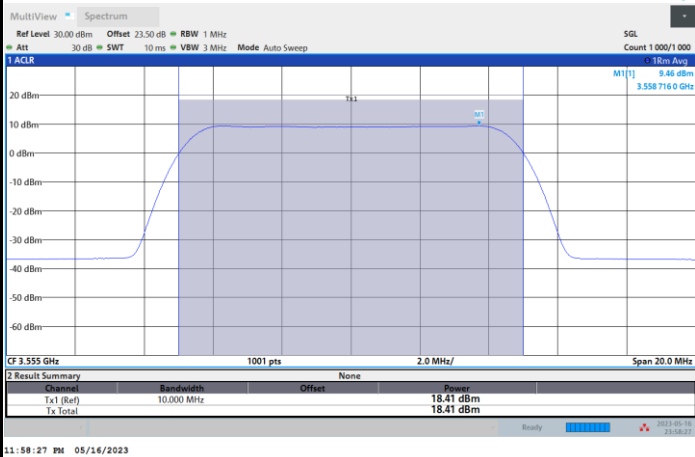 MultiView Spectrum
Ref Level 30.00 dBm Offset 23.50 dB RBW 1 MHz SGL
Att 30 dB SWT 10 ms VBW 3 MHz Mode Auto Sweep Count 1 000/1 000
1 ACLR 1Rm Avg
M1[1] 9.46 dBm
3.558 716 0 GHz
20 dBm
Tx1
M1
10 dBm
0 dBm
-10 dBm
-20 dBm
-30 dBm
-40 dBm
-50 dBm
-60 dBm
CF 3.555 GHz 1001 pts 2.0 MHz/ Span 20.0 MHz
2 Result Summary None
Channel Bandwidth Offset Power
Tx1 (Ref) 10.000 MHz 18.41 dBm
Tx Total 18.41 dBm
Ready 2023-05-16
23:58:27
11:58:27 PM 05/16/2023